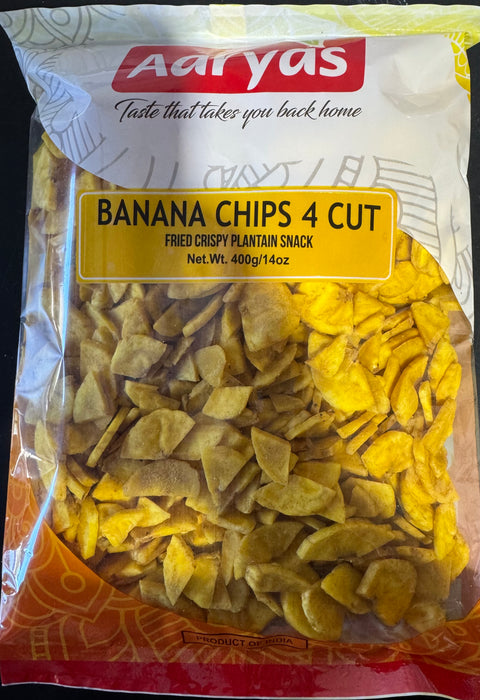 Aaryas
Taste that takes you back home
BANANA CHIPS 4 CUT
FRIED CRISPY PLANTAIN SNACK
Net.Wt. 400g/14oz
PRODUCT OF INDIA